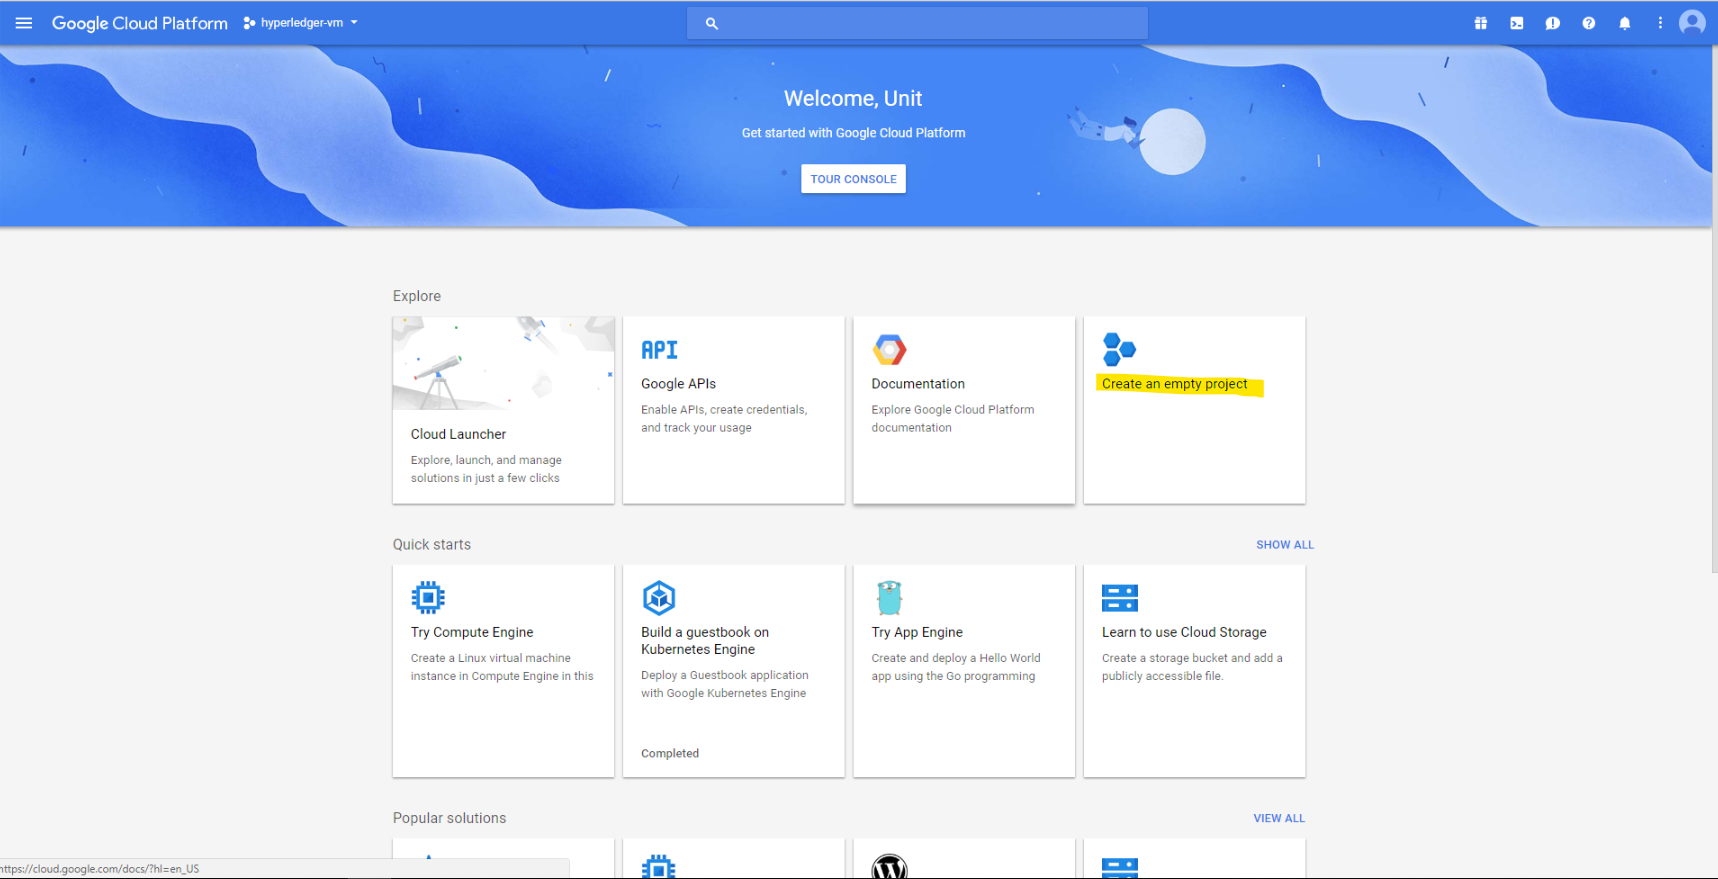 Google Cloud Platform hyperledger-vm
Welcome, Unit
Get started with Google Cloud Platform
TOUR CONSOLE
Explore
Cloud Launcher
Explore, launch, and manage
solutions in just a few clicks
API
Google APIs
Enable APIs, create credentials,
and track your usage
Documentation
Explore Google Cloud Platform
documentation
Create an empty project
Quick starts
SHOW ALL
Try Compute Engine
Create a Linux virtual machine
instance in Compute Engine in this
Build a guestbook on
Kubernetes Engine
Deploy a Guestbook application
with Google Kubernetes Engine
Completed
Try App Engine
Create and deploy a Hello World
app using the Go programming
Learn to use Cloud Storage
Create a storage bucket and add a
publicly accessible file.
Popular solutions
VIEW ALL
https://cloud.google.com/docs/?hl=en_US